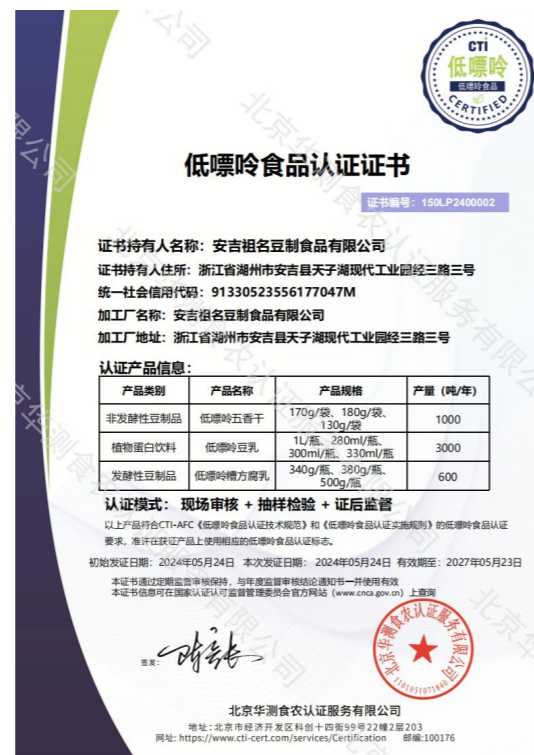 CTI
低嘌呤
低嘌呤食品
CERTIFIED
低嘌呤食品认证证书
证书编号：150LP2400002
证书持有人名称：安吉祖名豆制食品有限公司
证书持有人住所：浙江省湖州市安吉县天子湖现代工业园经三路三号
统一社会信用代码：91330523556177047M
加工厂名称：安吉祖名豆制食品有限公司
加工厂地址：浙江省湖州市安吉县天子湖现代工业园经三路三号
认证产品信息：
产品类别 产品名称 产品规格 产量（吨/年）
非发酵性豆制品 低嘌呤五香干 170g/袋、180g/袋、130g/袋 1000
植物蛋白饮料 低嘌呤豆乳 1L/瓶、280ml/瓶、300ml/瓶、330ml/瓶 3000
发酵性豆制品 低嘌呤糟方腐乳 340g/瓶、380g/瓶、500g/瓶 600
认证模式： 现场审核 + 抽样检验 + 证后监督
以上产品符合CTI-AFC《低嘌呤食品认证技术规范》和《低嘌呤食品认证实施规则》的低嘌呤食品认证
要求，准许在获证产品上使用相应的低嘌呤食品认证标志。
初始发证日期：2024年05月24日 本次发证日期： 2024年05月24日 有效期至：2027年05月23日
本证书通过定期监督审核保持，与年度监督审核结论通知书一并使用有效
本证书信息可在国家认证认可监督管理委员会官方网站（www.cnca.gov.cn）上查询
签发：
北京华测食农认证服务有限公司
1101051071840
北京华测食农认证服务有限公司
地址：北京市经济开发区科创十四街99号22幢2层203
网址: https://www.cti-cert.com/services/Certification 邮编:100176
北京华测食农认证服务有限公司